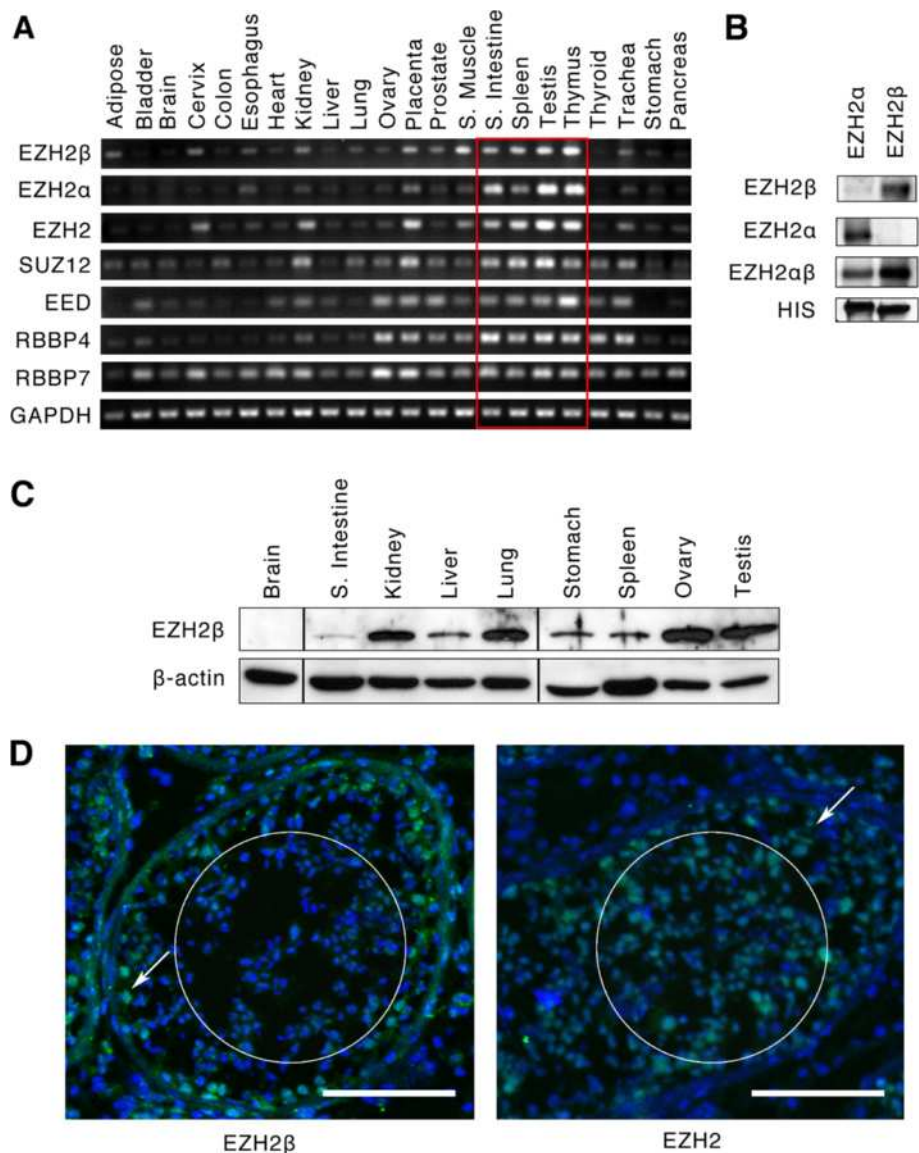 A
Adipose
Bladder
Brain
Cervix
Colon
Esophagus
Heart
Kidney
Liver
Lung
Ovary
Placenta
Prostate
S. Muscle
S. Intestine
Spleen
Testis
Thymus
Thyroid
Trachea
Stomach
Pancreas
EZH2β
EZH2α
EZH2
SUZ12
EED
RBBP4
RBBP7
GAPDH
B
EZH2α
EZH2β
EZH2β
EZH2α
EZH2αβ
HIS
C
Brain
S. Intestine
Kidney
Liver
Lung
Stomach
Spleen
Ovary
Testis
EZH2β
β-actin
D
EZH2β
EZH2